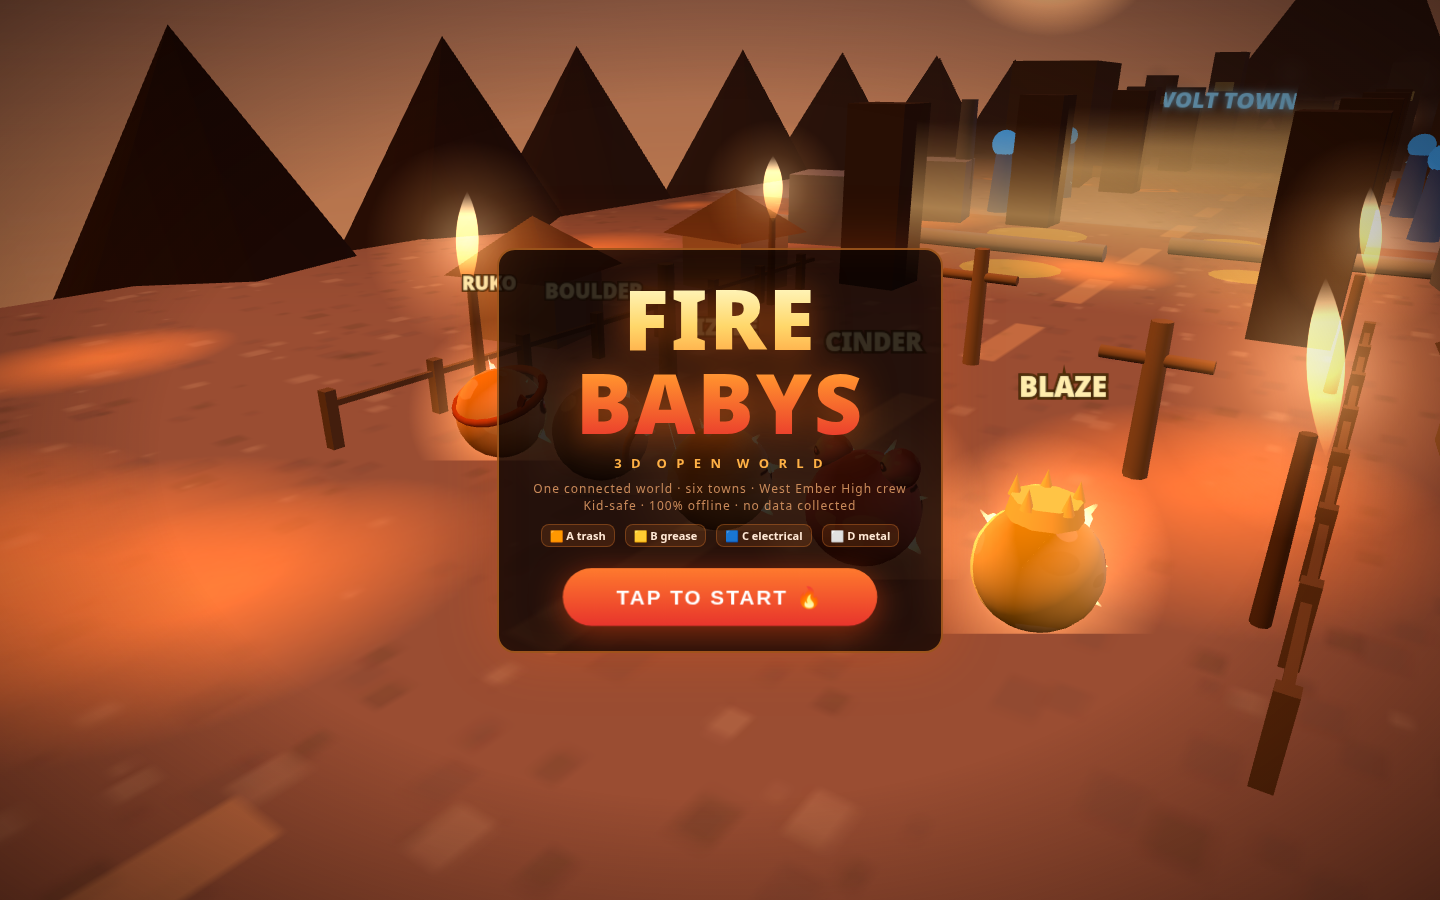 VOLT TOWN
RUKO
BOULDER
CINDER
BLAZE
FIRE
BABYS
3D OPEN WORLD
One connected world · six towns · West Ember High crew
Kid-safe · 100% offline · no data collected
🟧 A trash
🟨 B grease
🟦 C electrical
⬜ D metal
TAP TO START 🔥